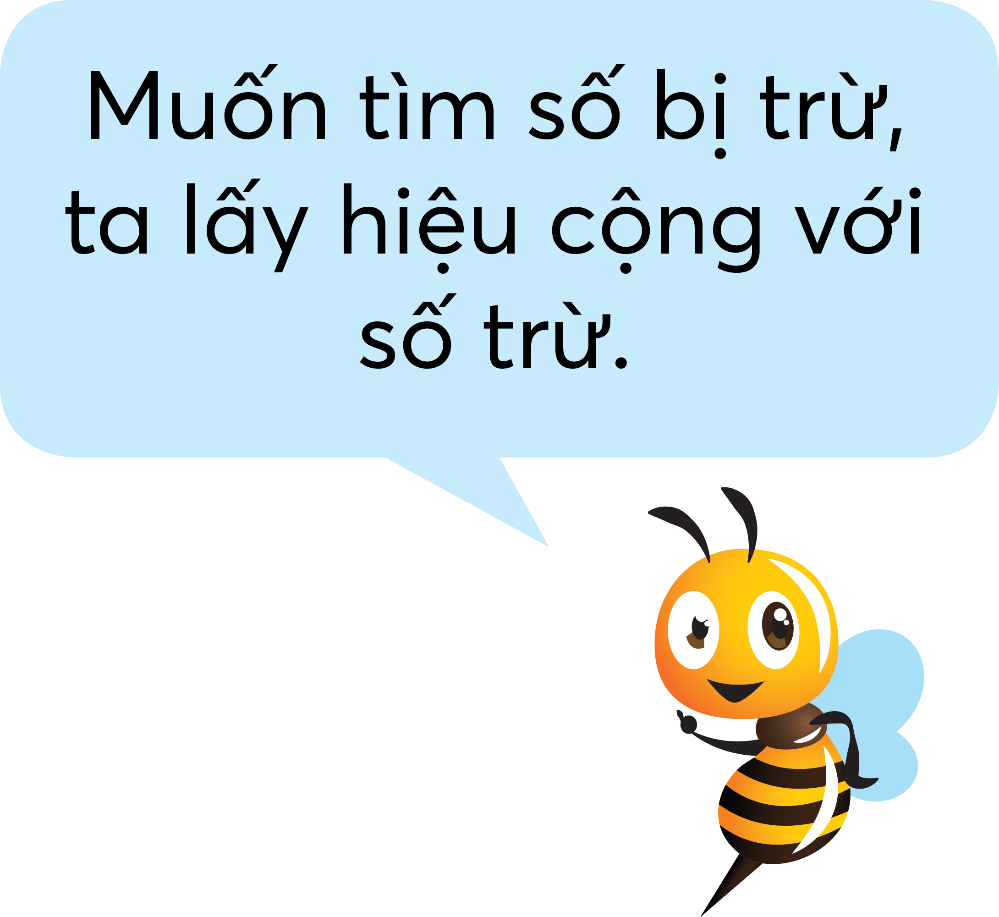 Muốn tìm số bị trừ,
ta lấy hiệu cộng với
số trừ.